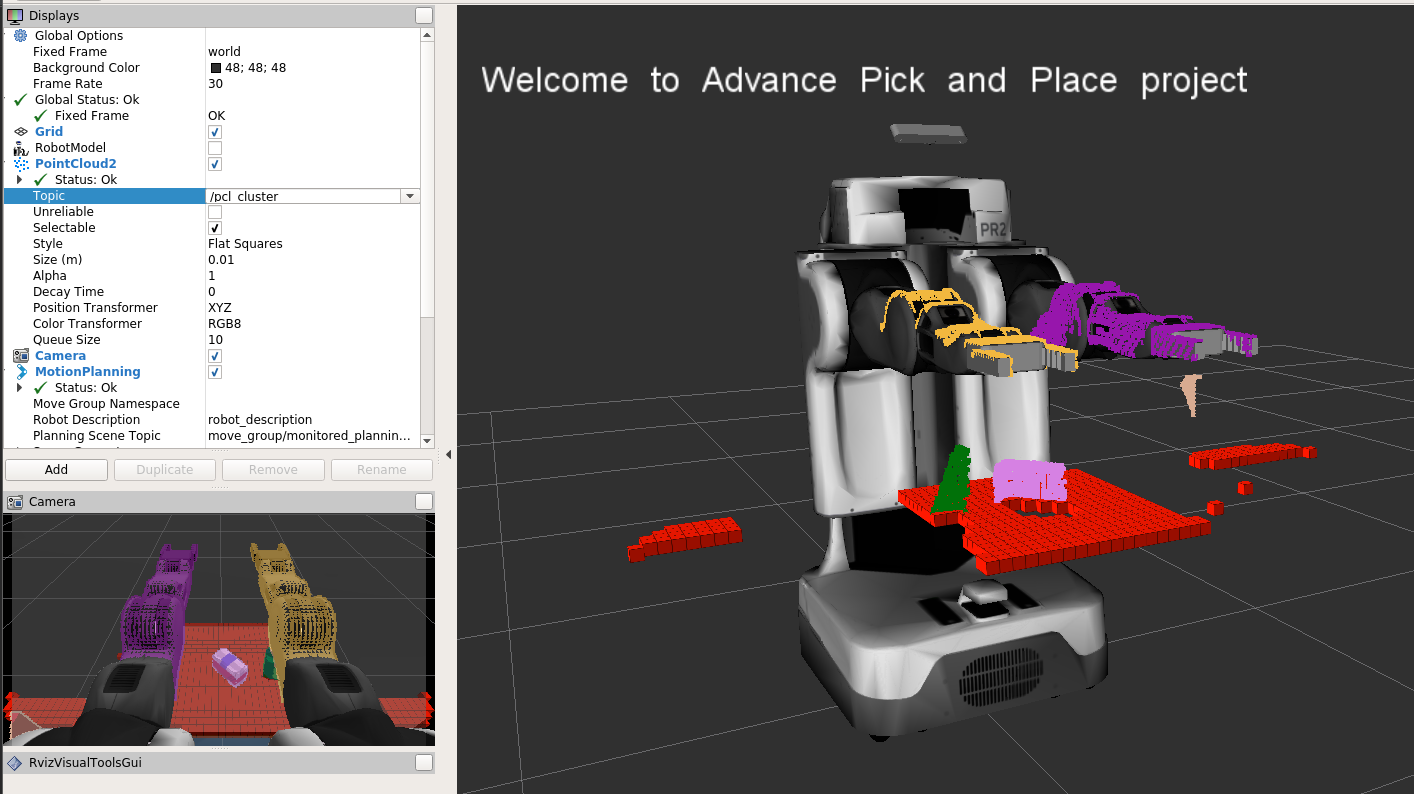 Displays
Global Options
Fixed Frame world
Background Color 48; 48; 48
Frame Rate 30
Global Status: Ok
Fixed Frame OK
Grid
RobotModel
PointCloud2
Status: Ok
Topic /pcl_cluster
Unreliable
Selectable
Style Flat Squares
Size (m) 0.01
Alpha 1
Decay Time 0
Position Transformer XYZ
Color Transformer RGB8
Queue Size 10
Camera
MotionPlanning
Status: Ok
Move Group Namespace
Robot Description robot_description
Planning Scene Topic move_group/monitored_plannin...
Add Duplicate Remove Rename
Camera
RvizVisualToolsGui
Welcome to Advance Pick and Place project
PR2